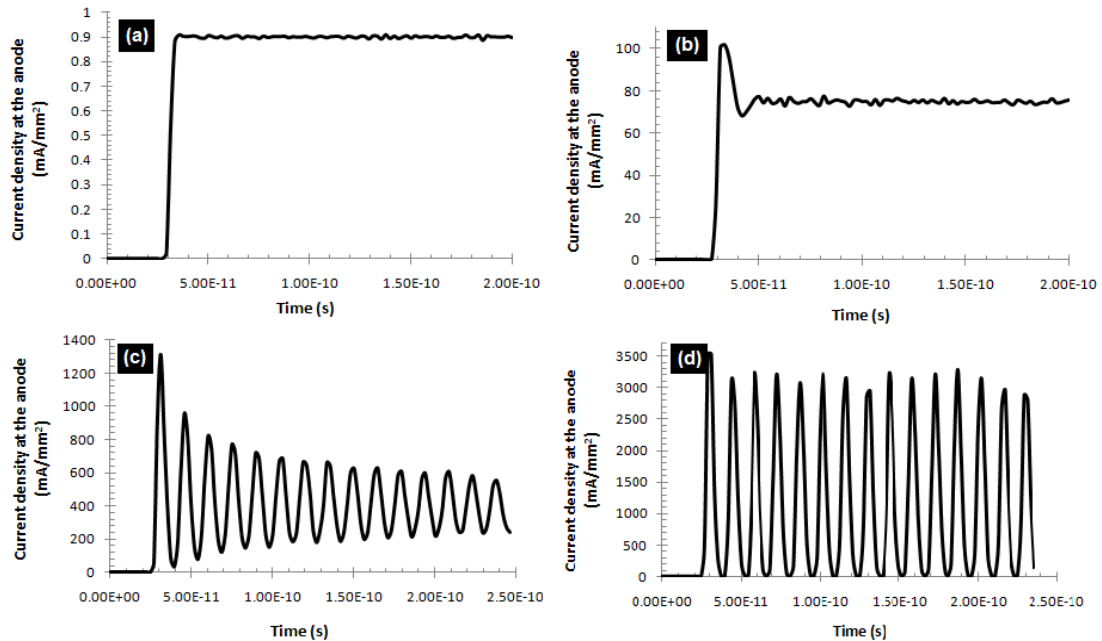 (a)
Current density at the anode
(mA/mm²)
1
0.9
0.8
0.7
0.6
0.5
0.4
0.3
0.2
0.1
0
0.00E+00 5.00E-11 1.00E-10 1.50E-10 2.00E-10
Time (s)
(b)
Current density at the anode
(mA/mm²)
100
80
60
40
20
0
0.00E+00 5.00E-11 1.00E-10 1.50E-10 2.00E-10
Time (s)
(c)
Current density at the anode
(mA/mm²)
1400
1200
1000
800
600
400
200
0
0.00E+00 5.00E-11 1.00E-10 1.50E-10 2.00E-10 2.50E-10
Time (s)
(d)
Current density at the anode
(mA/mm²)
3500
3000
2500
2000
1500
1000
500
0
0.00E+00 5.00E-11 1.00E-10 1.50E-10 2.00E-10 2.50E-10
Time (s)